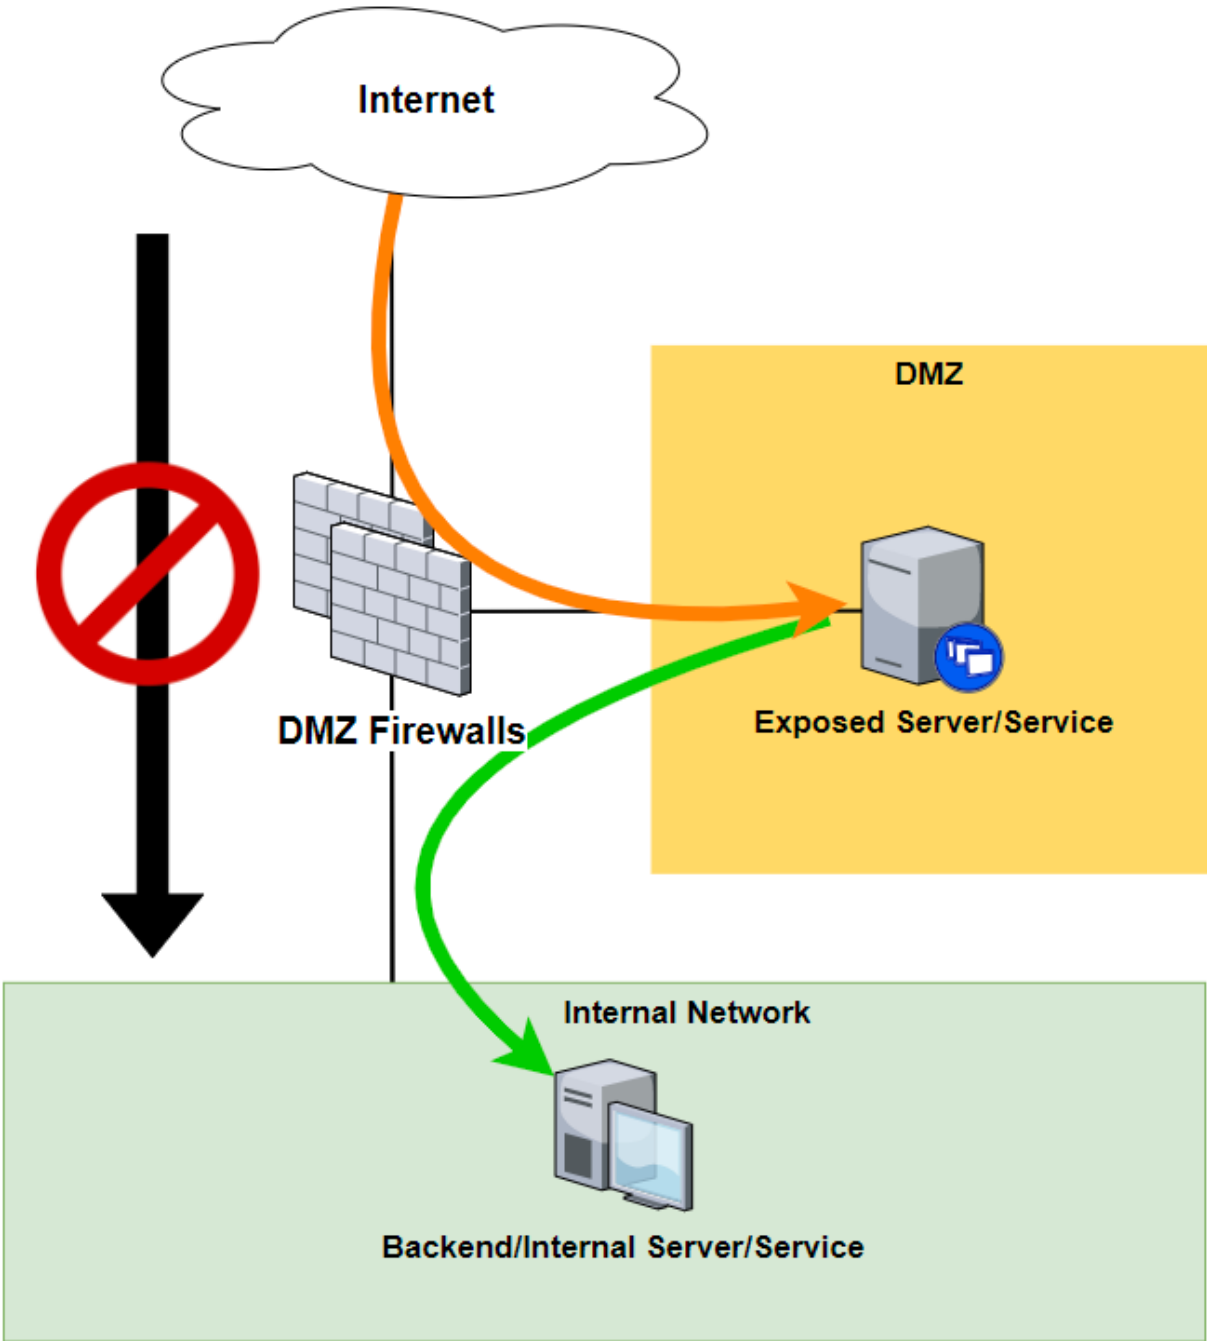 Internet
DMZ
DMZ Firewalls
Exposed Server/Service
Internal Network
Backend/Internal Server/Service